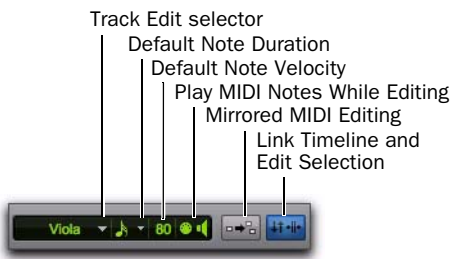 Track Edit selector
Default Note Duration
Default Note Velocity
Play MIDI Notes While Editing
Mirrored MIDI Editing
Link Timeline and
Edit Selection
Viola 80